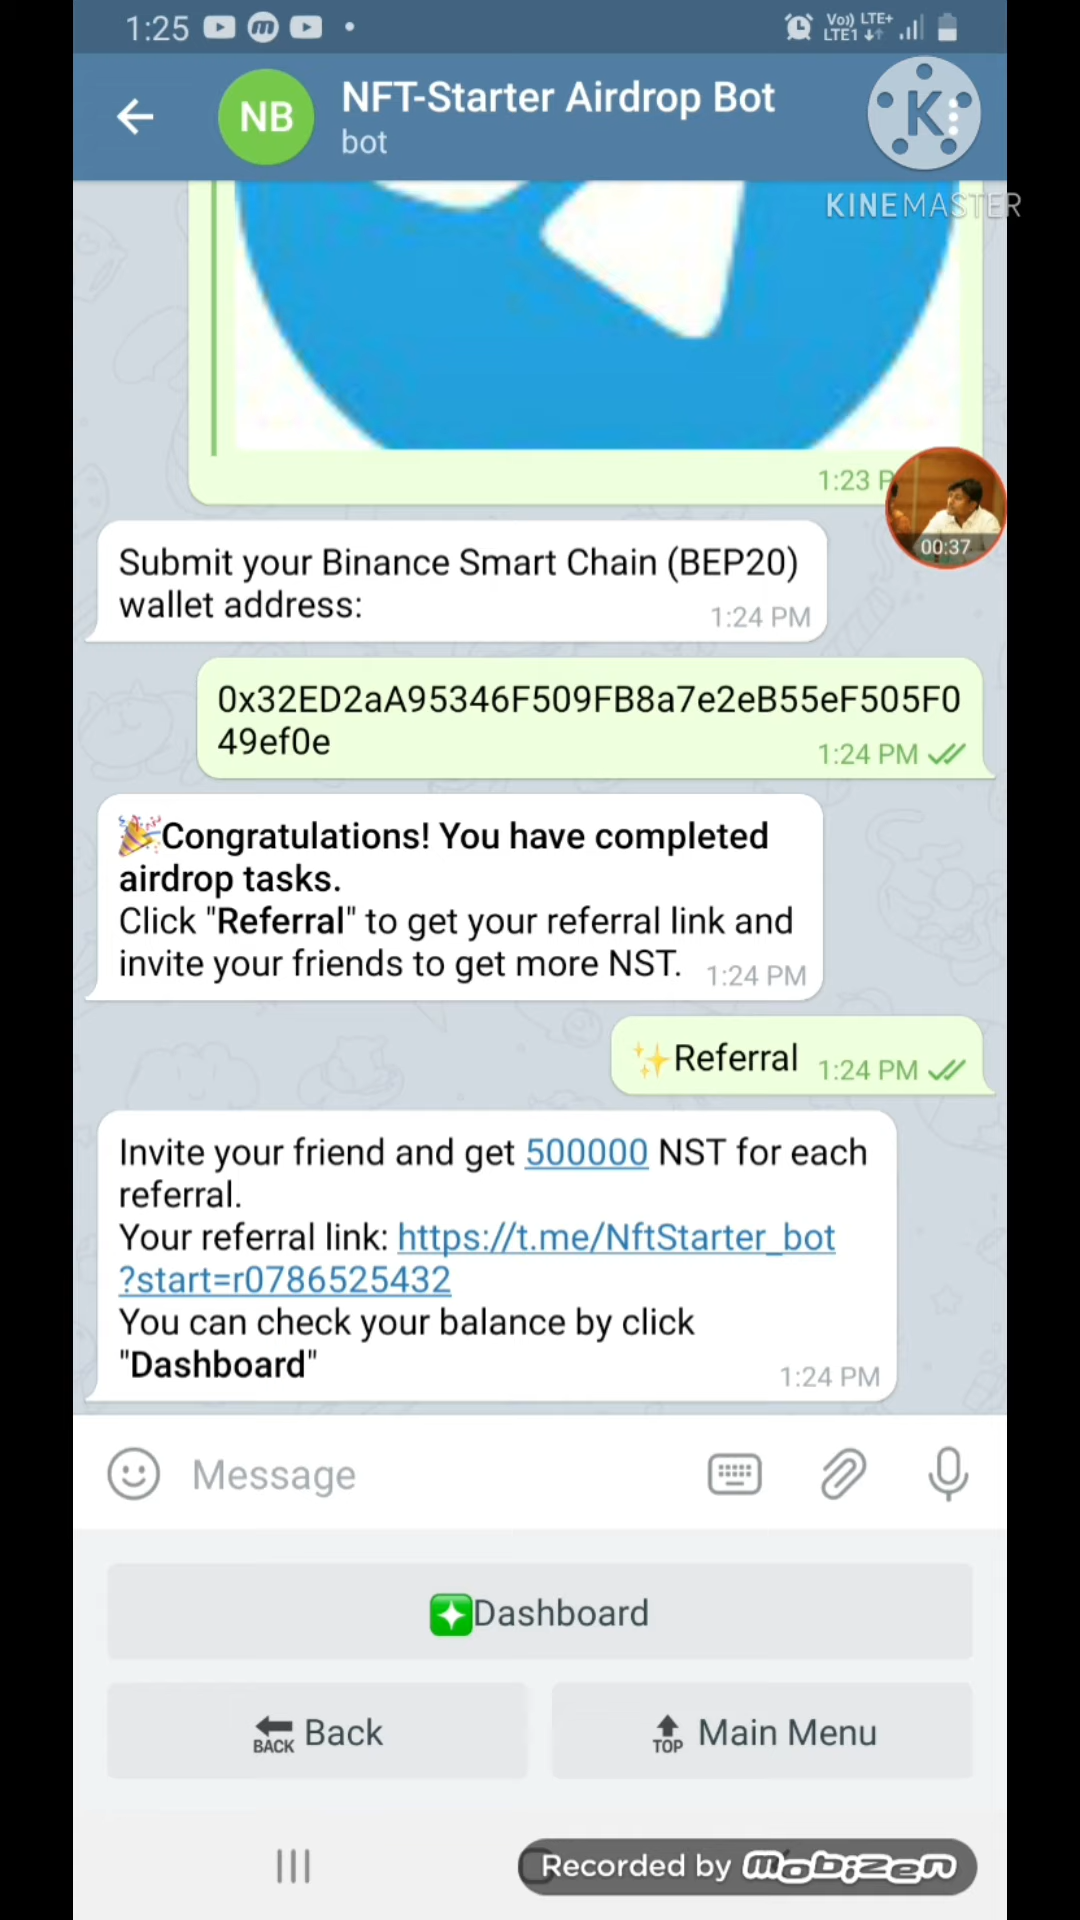 1:25
Vo)) LTE+
LTE1
NB
NFT-Starter Airdrop Bot
bot
K
KINEMASTER
1:23 P
00:37
Submit your Binance Smart Chain (BEP20)
wallet address:
1:24 PM
0x32ED2aA95346F509FB8a7e2eB55eF505F0
49ef0e
1:24 PM
🎉Congratulations! You have completed
airdrop tasks.
Click "Referral" to get your referral link and
invite your friends to get more NST.
1:24 PM
✨Referral
1:24 PM
Invite your friend and get 500000 NST for each
referral.
Your referral link: https://t.me/NftStarter_bot
?start=r0786525432
You can check your balance by click
"Dashboard"
1:24 PM
Message
Dashboard
BACK Back
TOP Main Menu
Recorded by mobizen